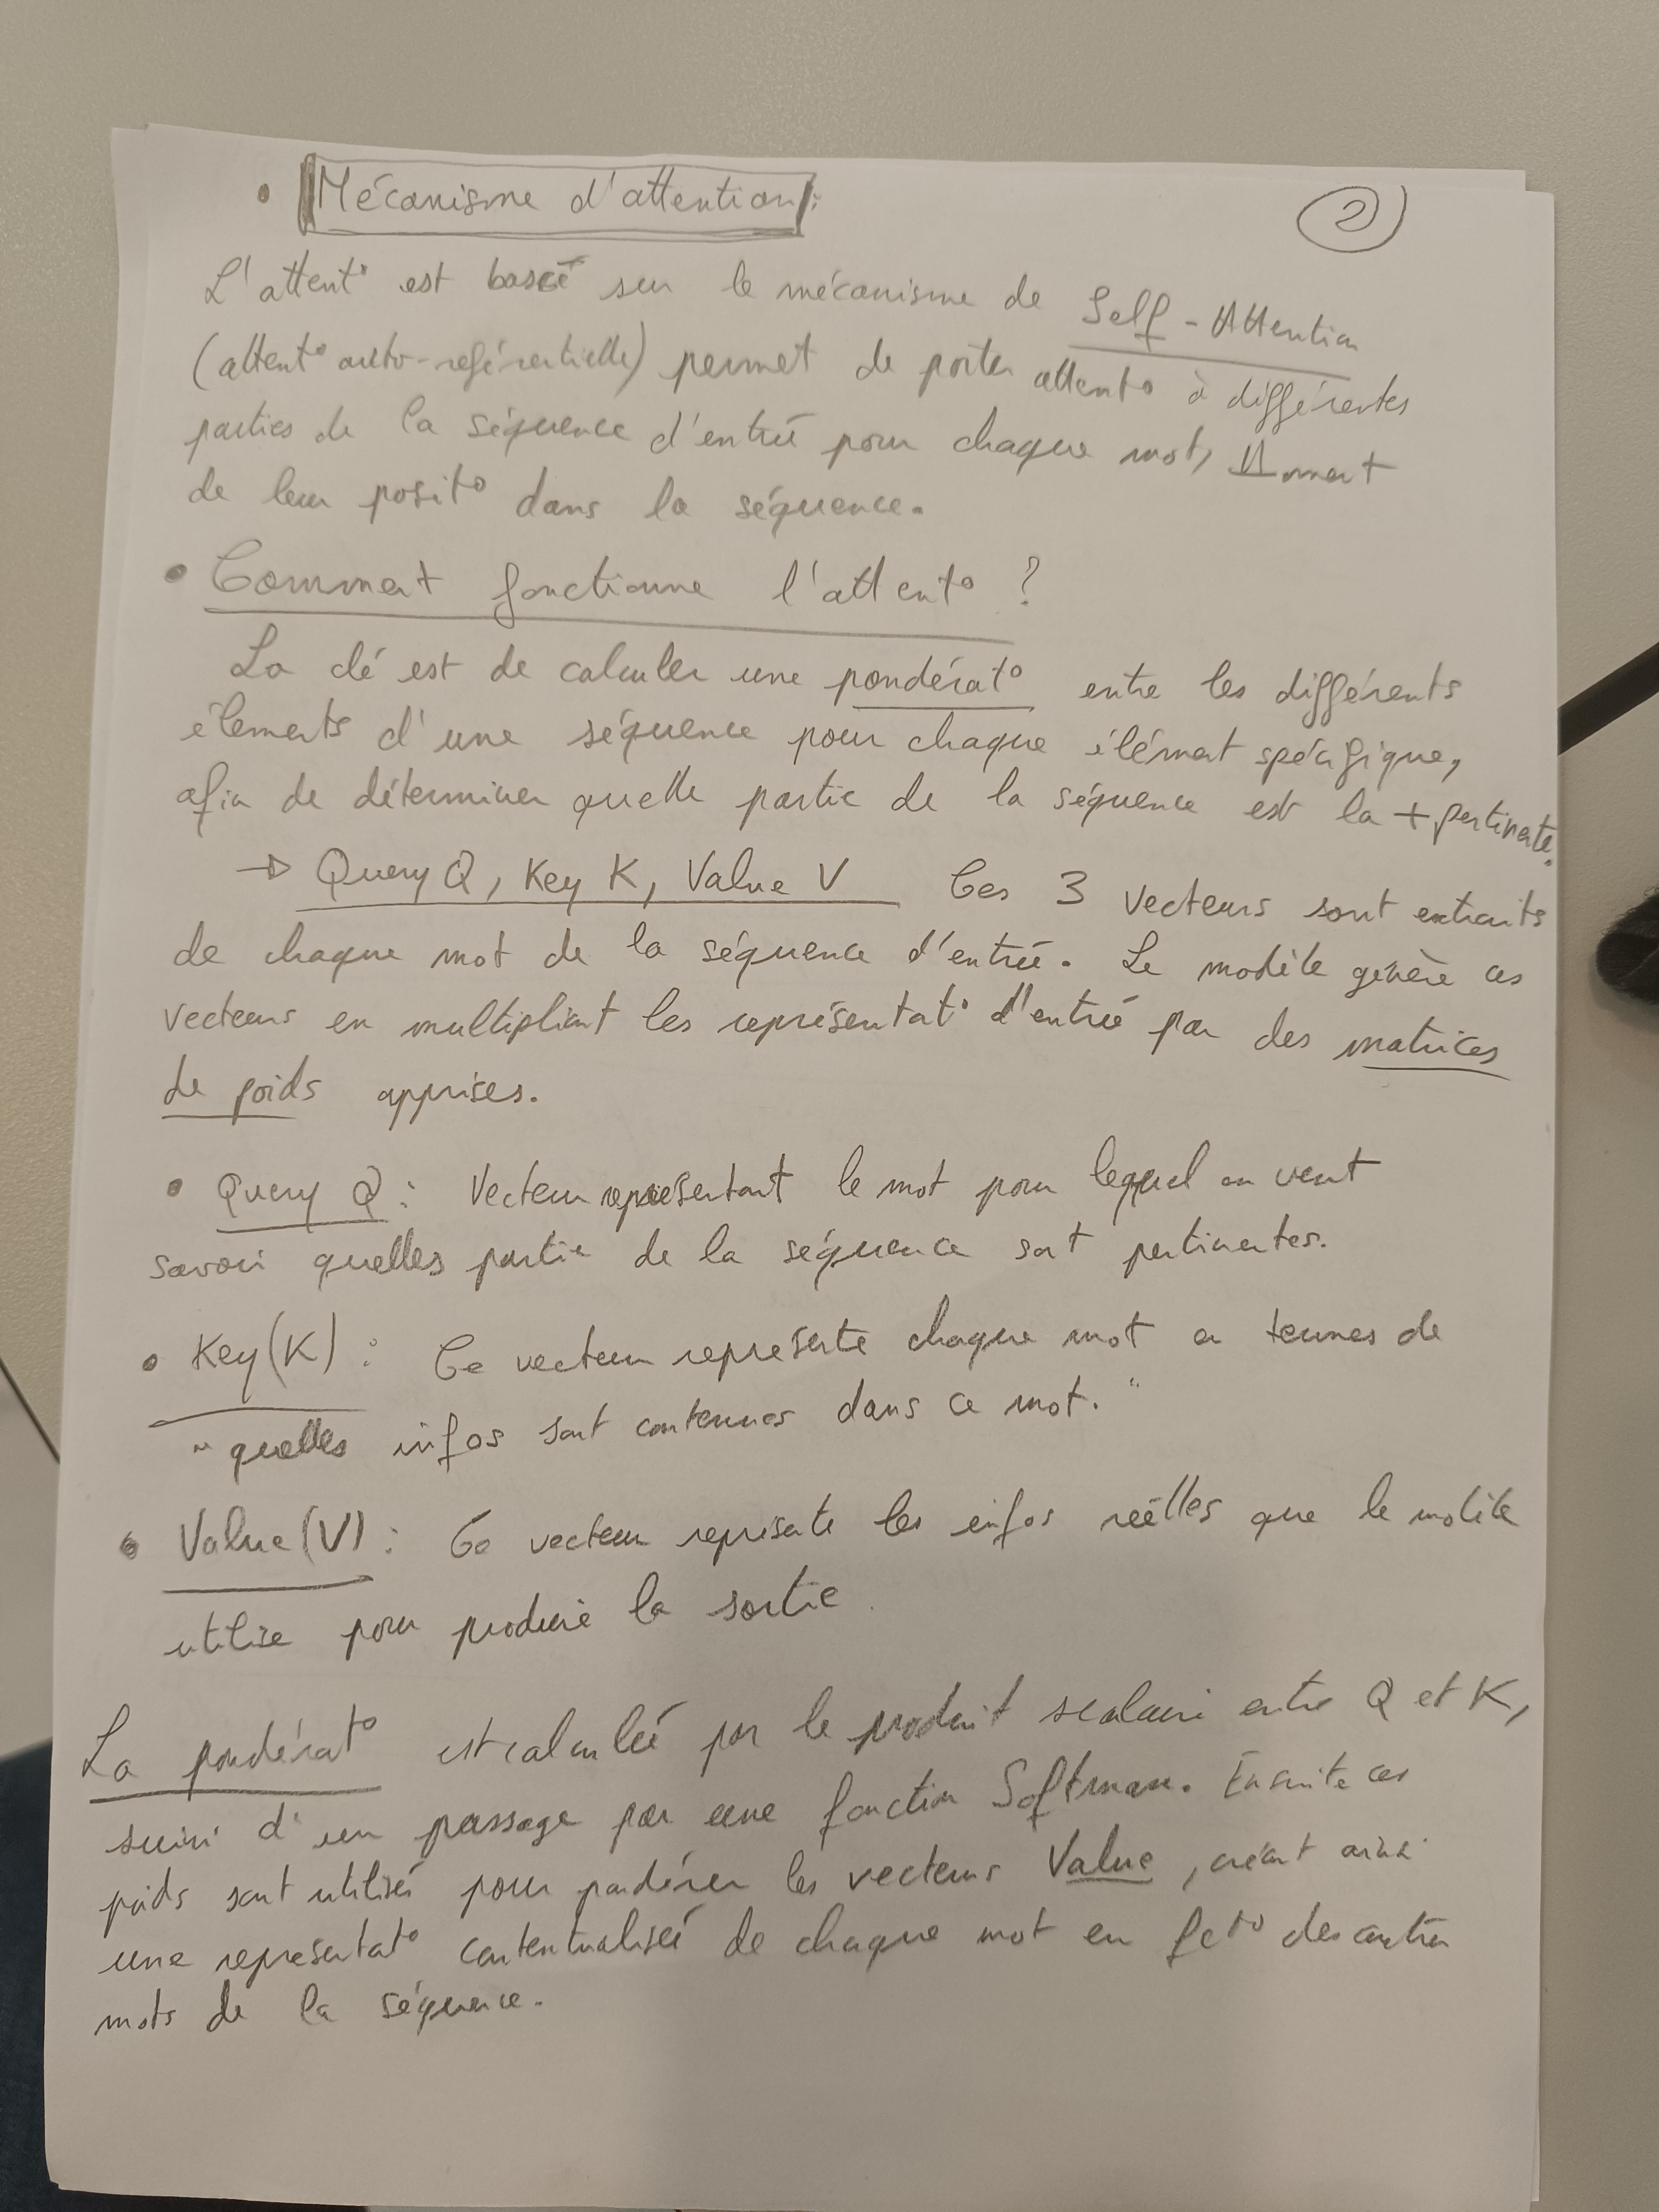 • Mécanisme d'attention :
②
L'attent° est basée sur le mécanisme de Self-Attention
(attent° auto-référentielle) permet de porter attent° à différentes
parties de la séquence d'entrée pour chaque mot,
de leur posit° dans la séquence.
• Comment fonctionne l'attent° ?
La clé est de calculer une pondérat° entre les différents
élements d'une séquence pour chaque élément spécifique,
afin de déterminer quelle partie de la séquence est la + pertinente.
→ Query Q, Key K, Value V Ces 3 vecteurs sont extraits
de chaque mot de la séquence d'entrée. Le modèle génère ces
vecteurs en multipliant les représentat° d'entrée par des matrices
de poids apprises.
• Query Q : Vecteur représentant le mot pour lequel on veut
savoir quelles partie de la séquence sont pertinentes.
• Key (K) : Ce vecteur représente chaque mot en termes de
"quelles infos sont contenues dans ce mot."
• Value (V) : Ce vecteur représente les infos réelles que le modèle
utilise pour produire la sortie.
La pondérat° est calculée par le produit scalaire entre Q et K,
suivi d'un passage par une fonction Softmax. Ensuite ces
poids sont utilisés pour pondérer les vecteurs Value, créant ainsi
une représentat° contextualisée de chaque mot en fct° des autres
mots de la séquence.